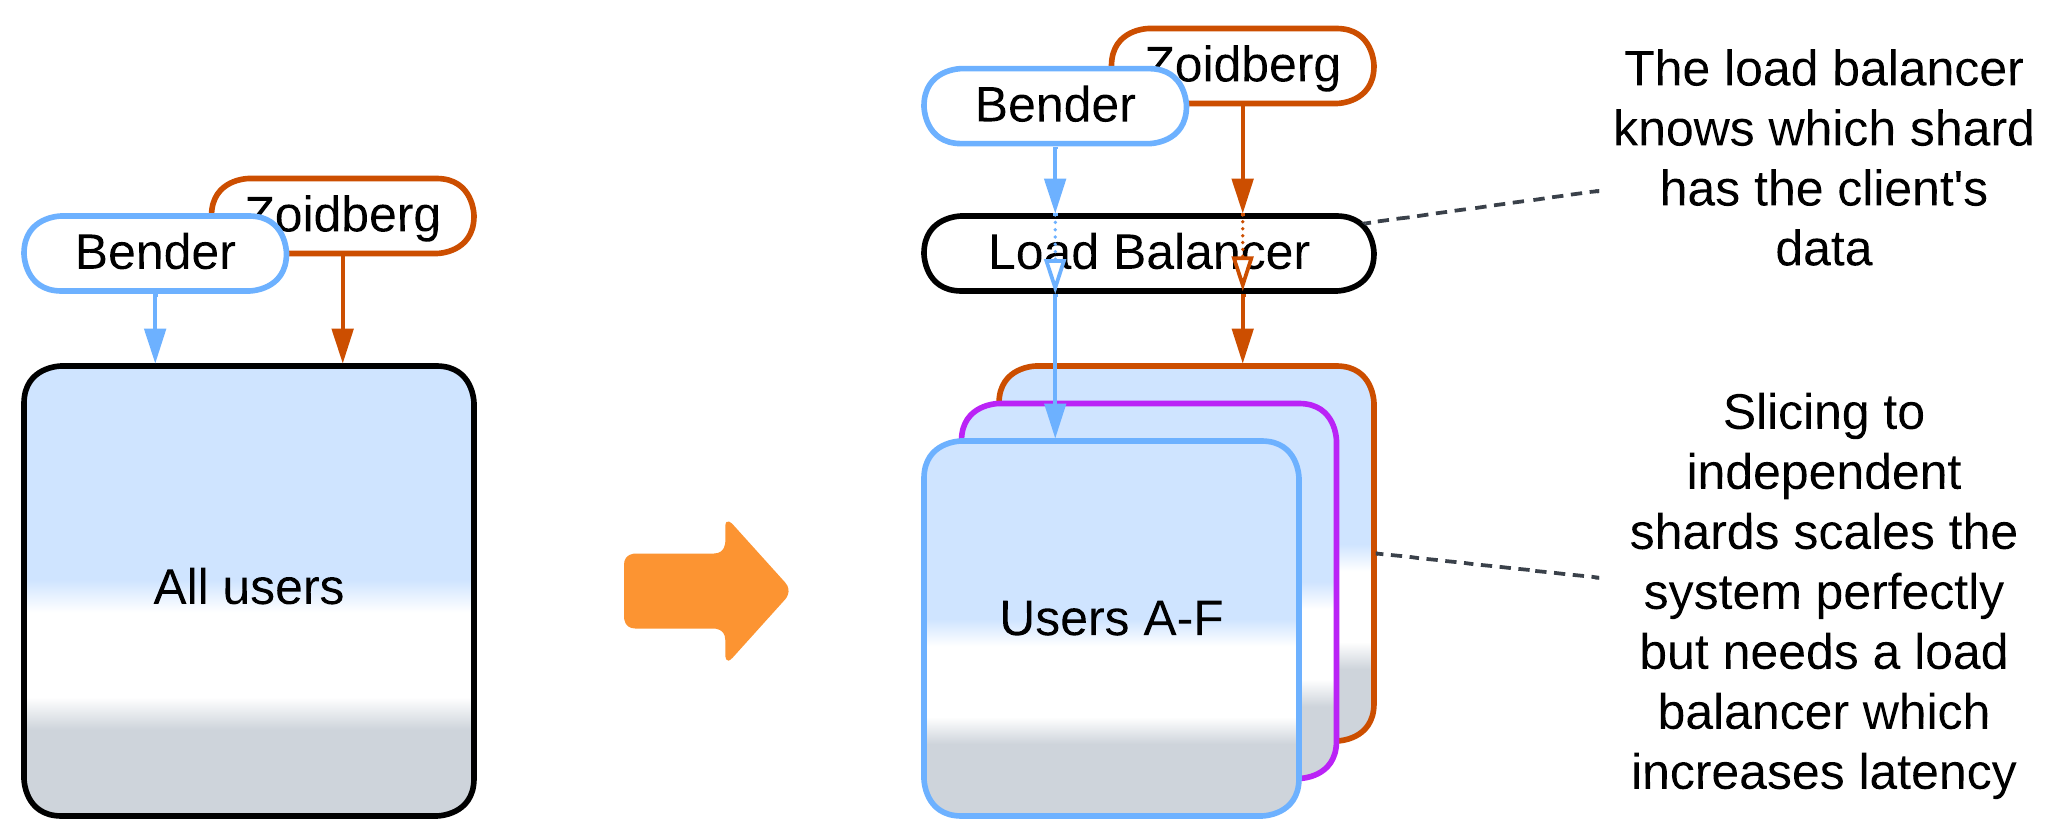 Zoidberg
Bender
All users
Zoidberg
Bender
Load Balancer
Users A-F
The load balancer
knows which shard
has the client's
data
Slicing to
independent
shards scales the
system perfectly
but needs a load
balancer which
increases latency